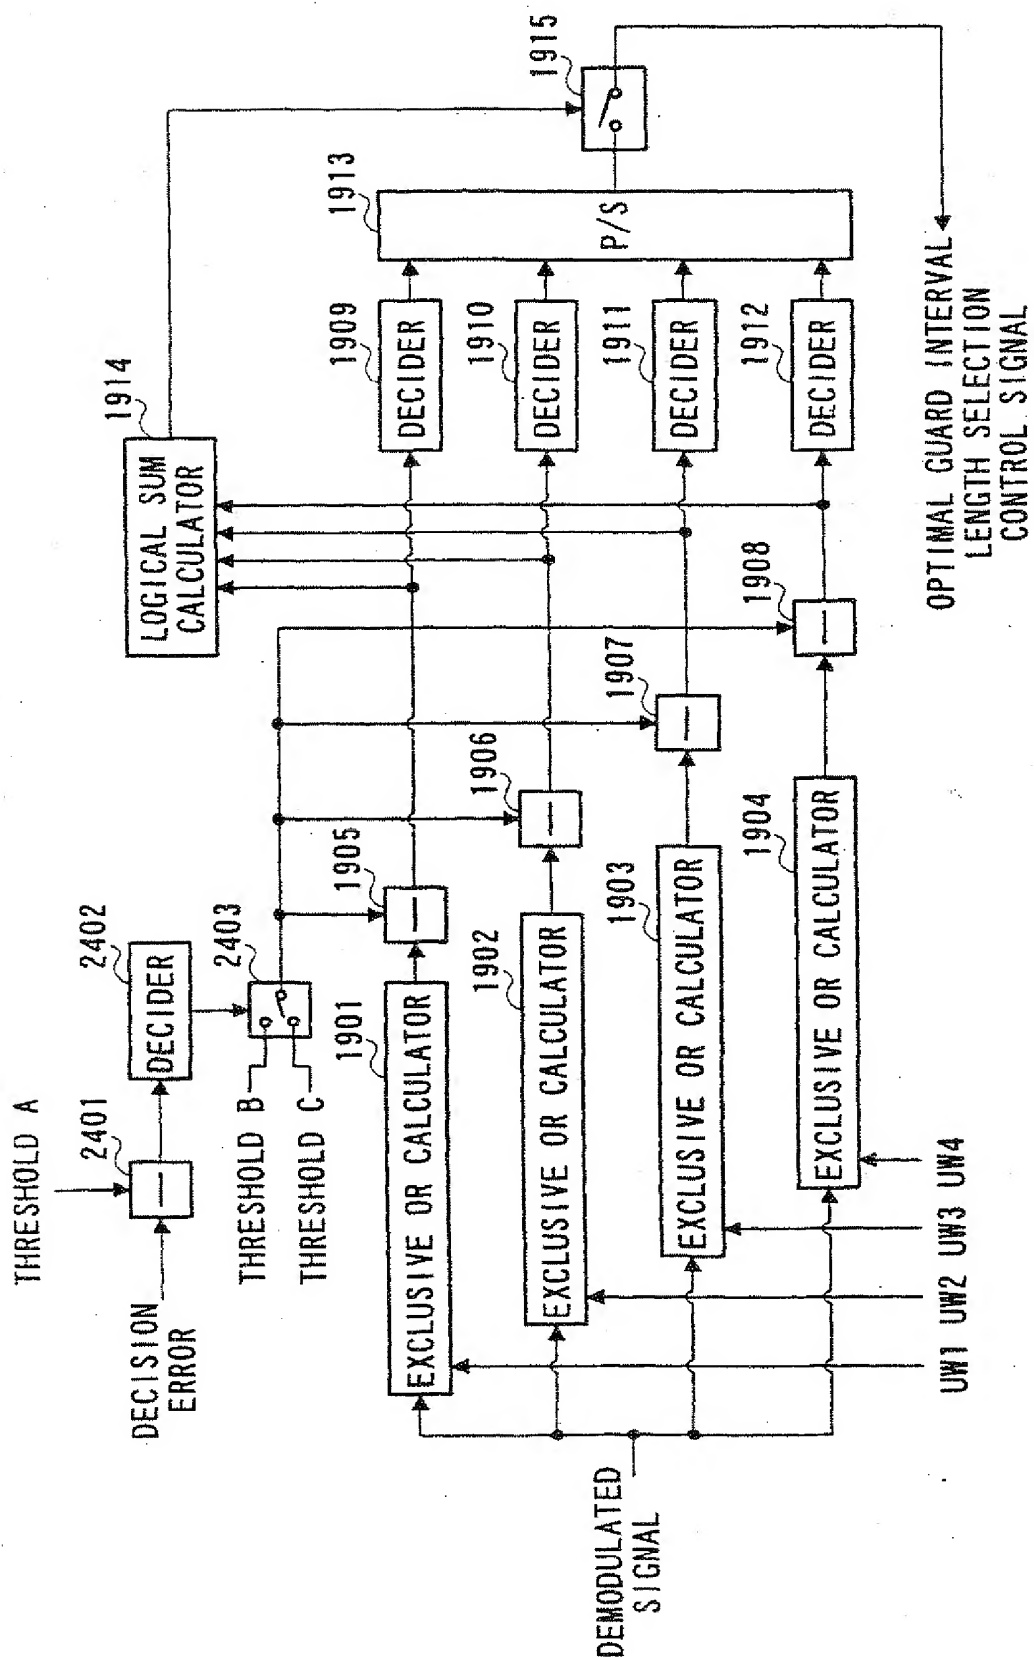 THRESHOLD A
2401
2402
DECIDER
DECISION
ERROR
2403
THRESHOLD B
THRESHOLD C
1914
LOGICAL SUM
CALCULATOR
1915
1901
EXCLUSIVE OR CALCULATOR
1905
1909
DECIDER
1913
P/S
1902
EXCLUSIVE OR CALCULATOR
1906
1910
DECIDER
1903
EXCLUSIVE OR CALCULATOR
1907
1911
DECIDER
1904
EXCLUSIVE OR CALCULATOR
1908
1912
DECIDER
DEMODULATED
SIGNAL
UW1 UW2 UW3 UW4
OPTIMAL GUARD INTERVAL
LENGTH SELECTION
CONTROL SIGNAL